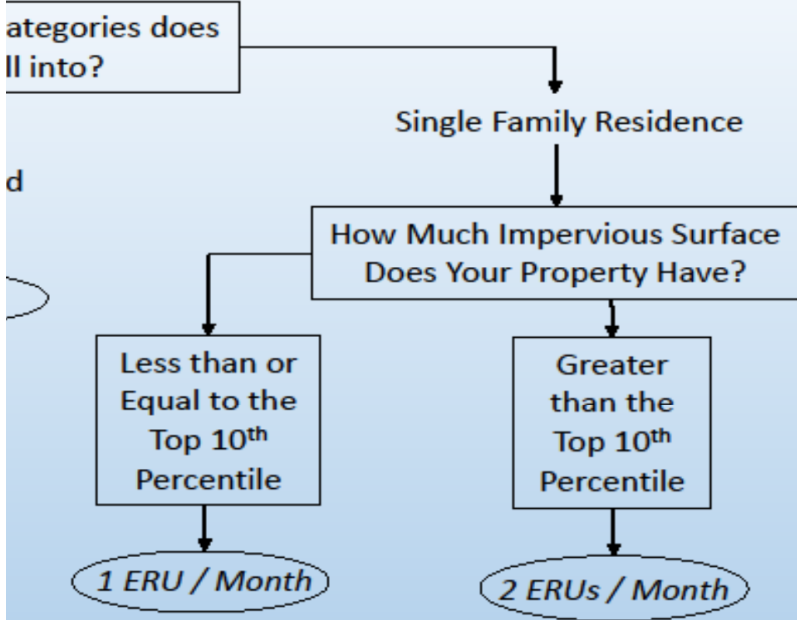 ategories does
ll into?
Single Family Residence
d
How Much Impervious Surface
Does Your Property Have?
Less than or
Equal to the
Top 10th
Percentile
Greater
than the
Top 10th
Percentile
1 ERU / Month
2 ERUs / Month